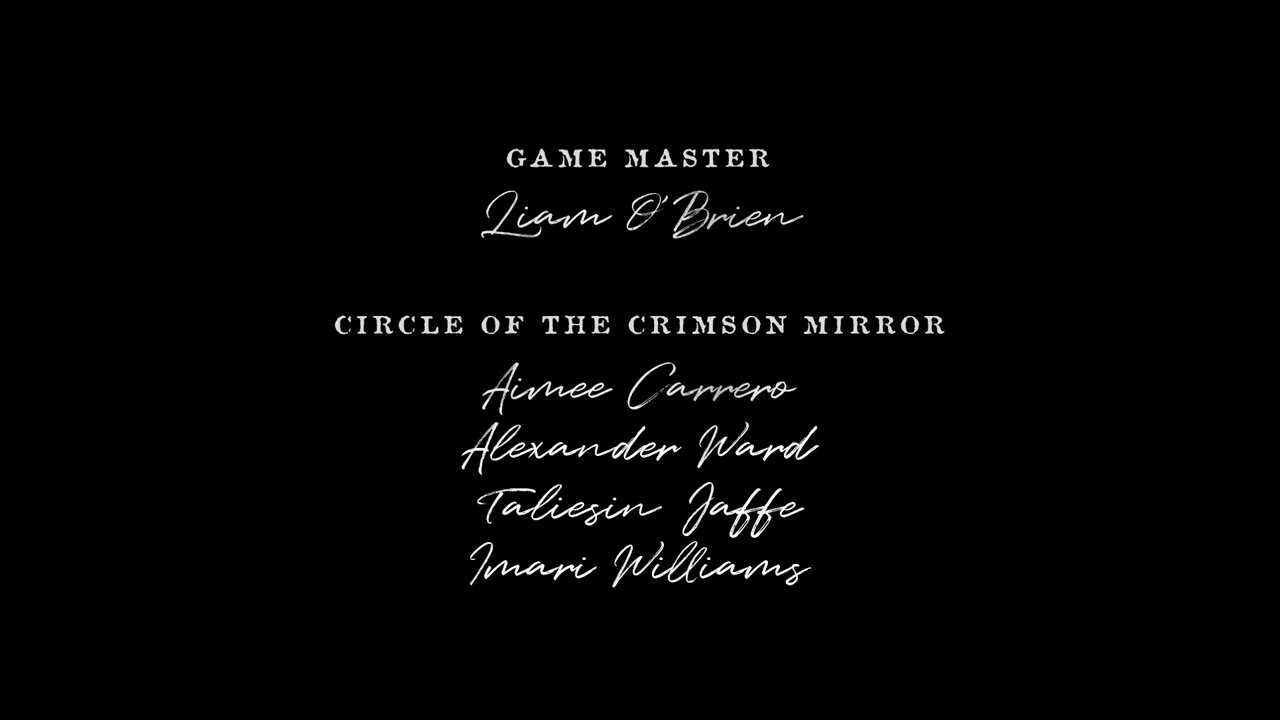 GAME MASTER
Liam O'Brien
CIRCLE OF THE CRIMSON MIRROR
Aimee Carrero
Alexander Ward
Taliesin Jaffe
Imari Williams